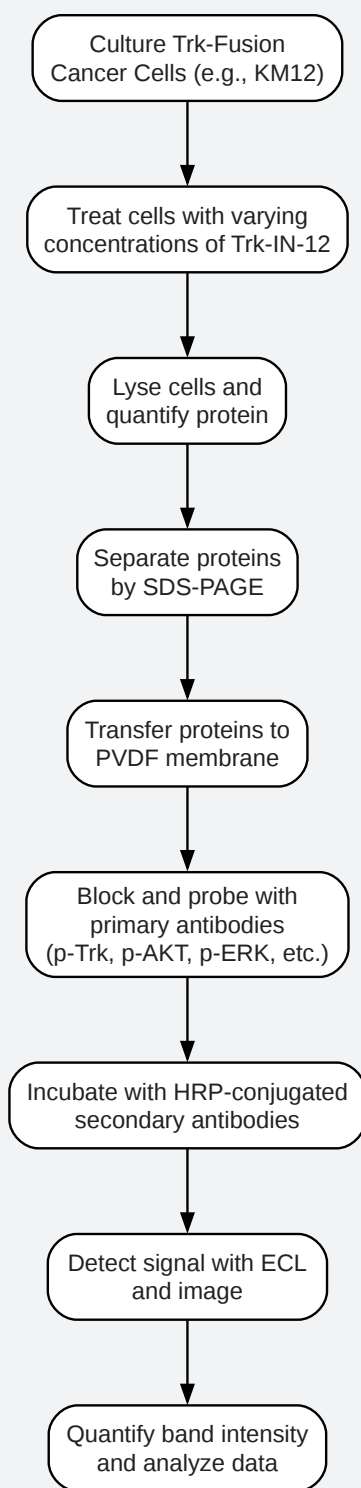 Culture Trk-Fusion
Cancer Cells (e.g., KM12)
Treat cells with varying
concentrations of Trk-IN-12
Lyse cells and
quantify protein
Separate proteins
by SDS-PAGE
Transfer proteins to
PVDF membrane
Block and probe with
primary antibodies
(p-Trk, p-AKT, p-ERK, etc.)
Incubate with HRP-conjugated
secondary antibodies
Detect signal with ECL
and image
Quantify band intensity
and analyze data